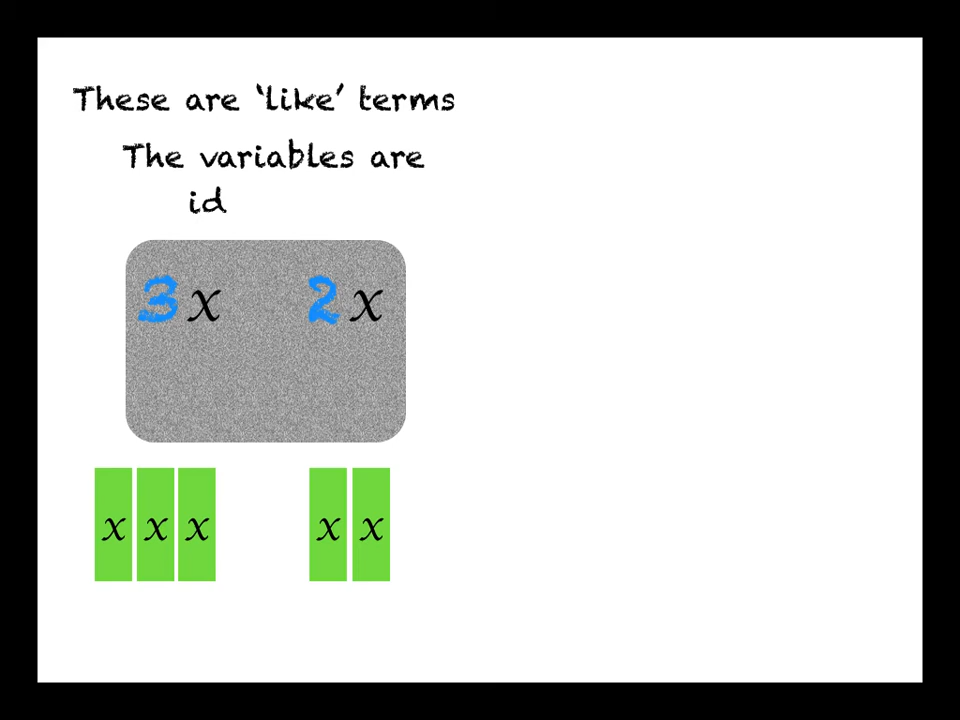 These are ‘like’ terms
The variables are
id
3x 2x
x x x x x